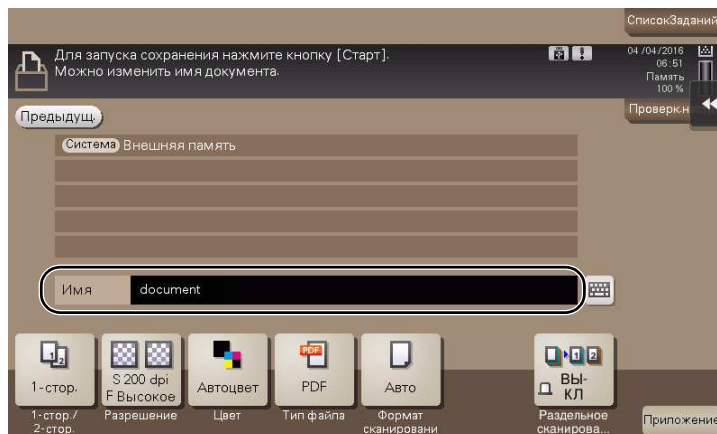 СписокЗаданий
Для запуска сохранения нажмите кнопку [Старт].
Можно изменить имя документа.
04/04/2016
06:51
Память
100 %
Предыдущ.
Проверк.н
Система Внешняя память
Имя document
1-стор.
S 200 dpi
F Высокое
Автоцвет
PDF
PDF
Авто
ВЫ-
КЛ
1-стор./
2-стор.
Разрешение
Цвет
Тип файла
Формат
сканировани
Раздельное
сканирова...
Приложение